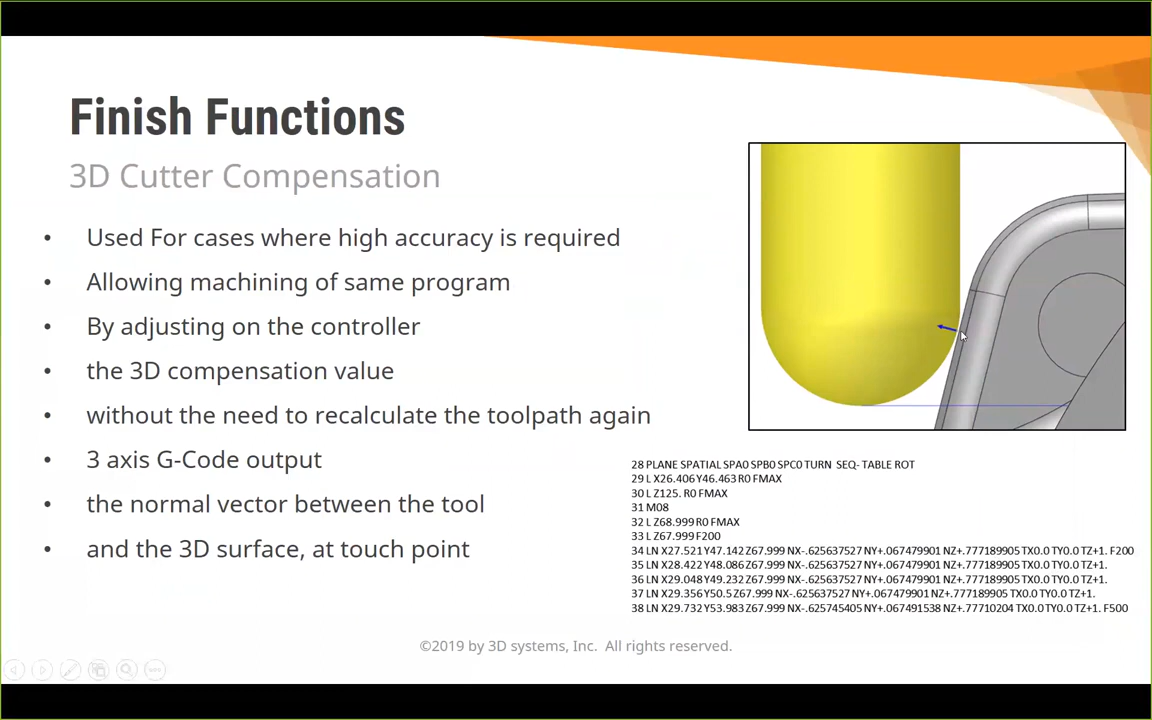 Finish Functions
3D Cutter Compensation
• Used For cases where high accuracy is required
• Allowing machining of same program
• By adjusting on the controller
• the 3D compensation value
• without the need to recalculate the toolpath again
• 3 axis G-Code output
• the normal vector between the tool
• and the 3D surface, at touch point
28 PLANE SPATIAL SPA0 SPB0 SPC0 TURN SEQ- TABLE ROT
29 L X26.406 Y46.463 R0 FMAX
30 L Z125. R0 FMAX
31 M08
32 L Z68.999 R0 FMAX
33 L Z67.999 F200
34 LN X27.521 Y47.142 Z67.999 NX-.625637527 NY+.067479901 NZ+.777189905 TX0.0 TY0.0 TZ+1. F200
35 LN X28.422 Y48.086 Z67.999 NX-.625637527 NY+.067479901 NZ+.777189905 TX0.0 TY0.0 TZ+1.
36 LN X29.048 Y49.232 Z67.999 NX-.625637527 NY+.067479901 NZ+.777189905 TX0.0 TY0.0 TZ+1.
37 LN X29.356 Y50.5 Z67.999 NX-.625637527 NY+.067479901 NZ+.777189905 TX0.0 TY0.0 TZ+1.
38 LN X29.732 Y53.983 Z67.999 NX-.625745405 NY+.067491538 NZ+.77710204 TX0.0 TY0.0 TZ+1. F500
©2019 by 3D systems, Inc. All rights reserved.